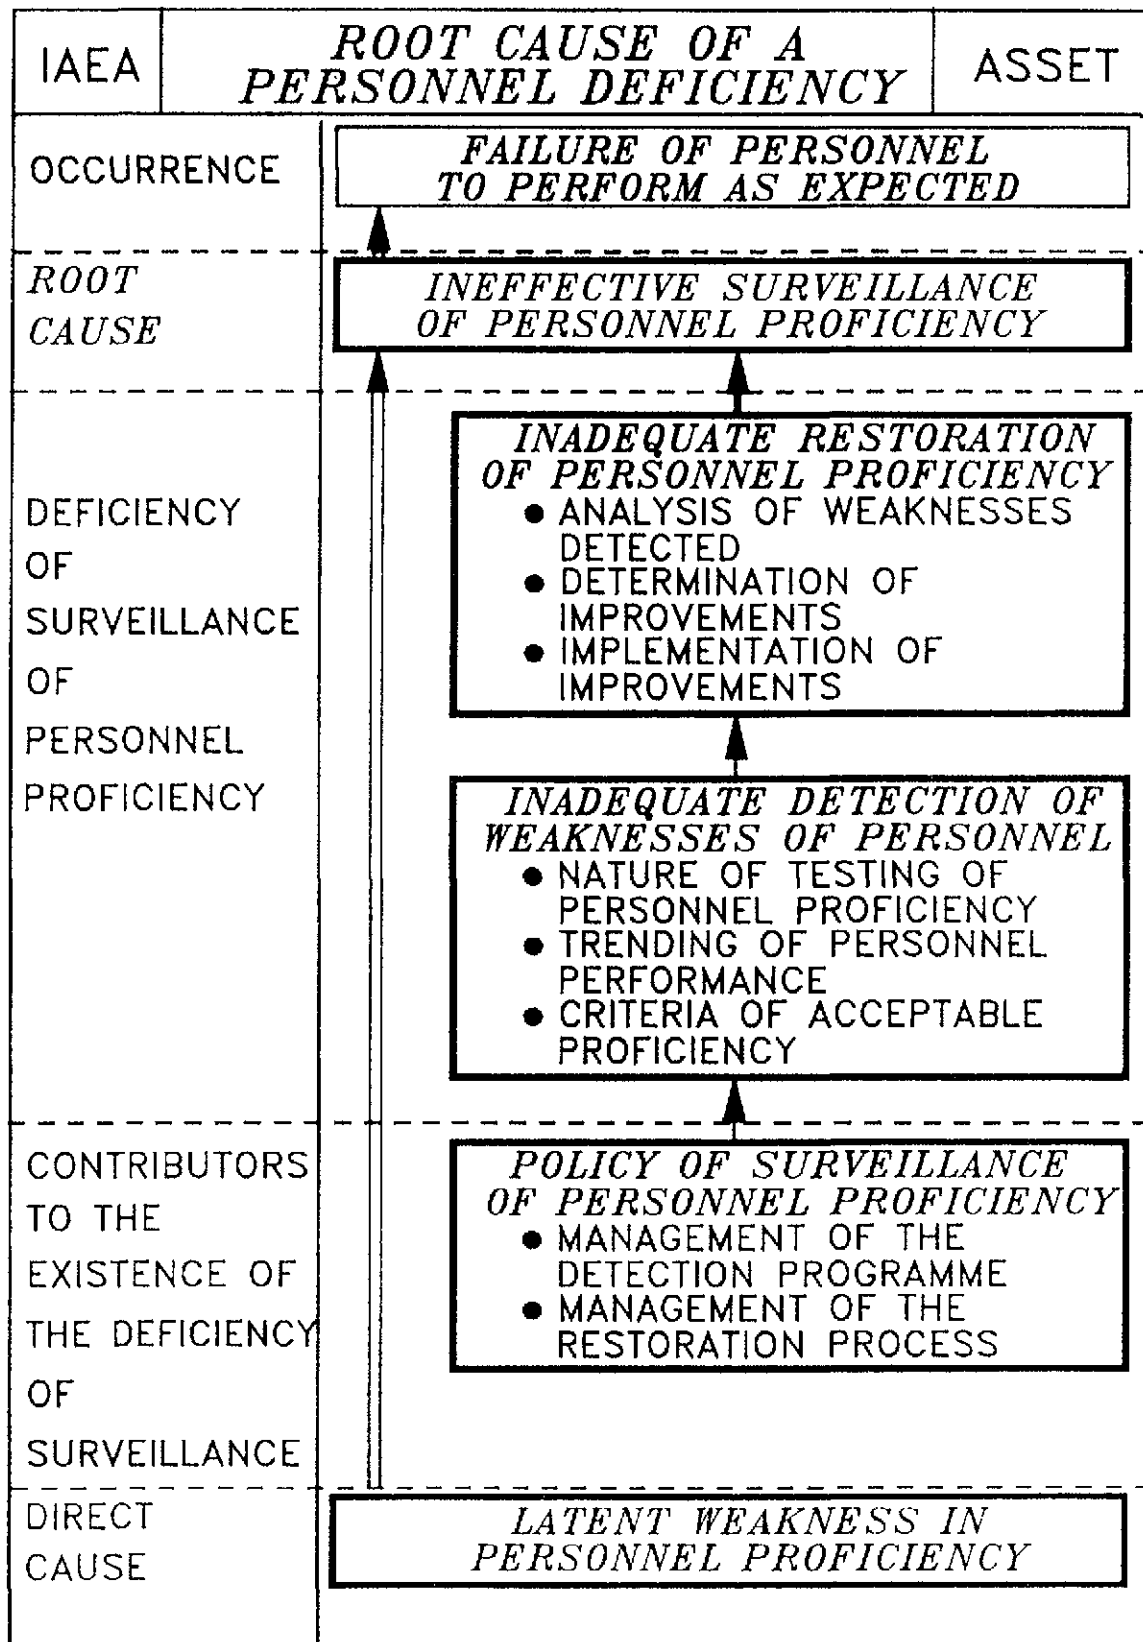 IAEA
ROOT CAUSE OF A
PERSONNEL DEFICIENCY
ASSET
OCCURRENCE
FAILURE OF PERSONNEL
TO PERFORM AS EXPECTED
ROOT
CAUSE
INEFFECTIVE SURVEILLANCE
OF PERSONNEL PROFICIENCY
DEFICIENCY
OF
SURVEILLANCE
OF
PERSONNEL
PROFICIENCY
INADEQUATE RESTORATION
OF PERSONNEL PROFICIENCY
● ANALYSIS OF WEAKNESSES
DETECTED
● DETERMINATION OF
IMPROVEMENTS
● IMPLEMENTATION OF
IMPROVEMENTS
INADEQUATE DETECTION OF
WEAKNESSES OF PERSONNEL
● NATURE OF TESTING OF
PERSONNEL PROFICIENCY
● TRENDING OF PERSONNEL
PERFORMANCE
● CRITERIA OF ACCEPTABLE
PROFICIENCY
CONTRIBUTORS
TO THE
EXISTENCE OF
THE DEFICIENCY
OF
SURVEILLANCE
POLICY OF SURVEILLANCE
OF PERSONNEL PROFICIENCY
● MANAGEMENT OF THE
DETECTION PROGRAMME
● MANAGEMENT OF THE
RESTORATION PROCESS
DIRECT
CAUSE
LATENT WEAKNESS IN
PERSONNEL PROFICIENCY